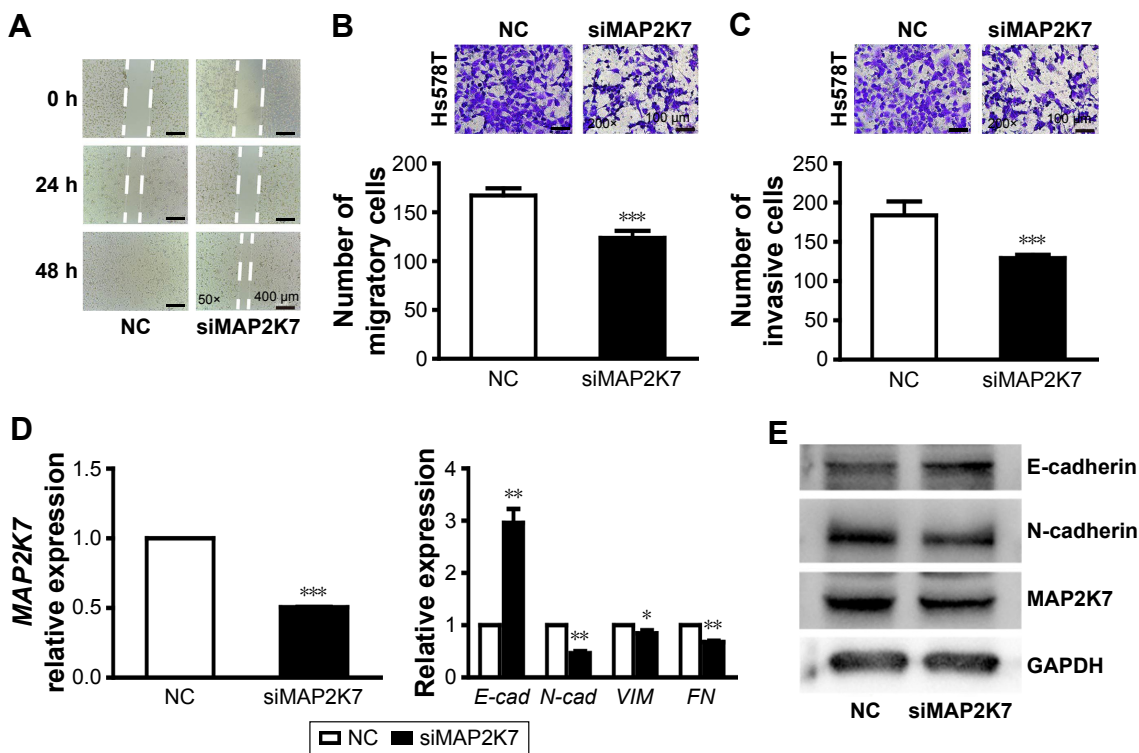 A
0 h
24 h
48 h
50×
400 µm
NC
siMAP2K7
B
NC
siMAP2K7
Hs578T
200×
100 µm
Number of
migratory cells
200
150
100
50
0
***
NC
siMAP2K7
C
NC
siMAP2K7
Hs578T
200×
100 µm
Number of
invasive cells
250
200
150
100
50
0
***
NC
siMAP2K7
D
MAP2K7
relative expression
1.5
1.0
0.5
0.0
***
NC
siMAP2K7
Relative expression
4
3
2
1
0
**
**
*
**
E-cad
N-cad
VIM
FN
NC
siMAP2K7
E
E-cadherin
N-cadherin
MAP2K7
GAPDH
NC
siMAP2K7